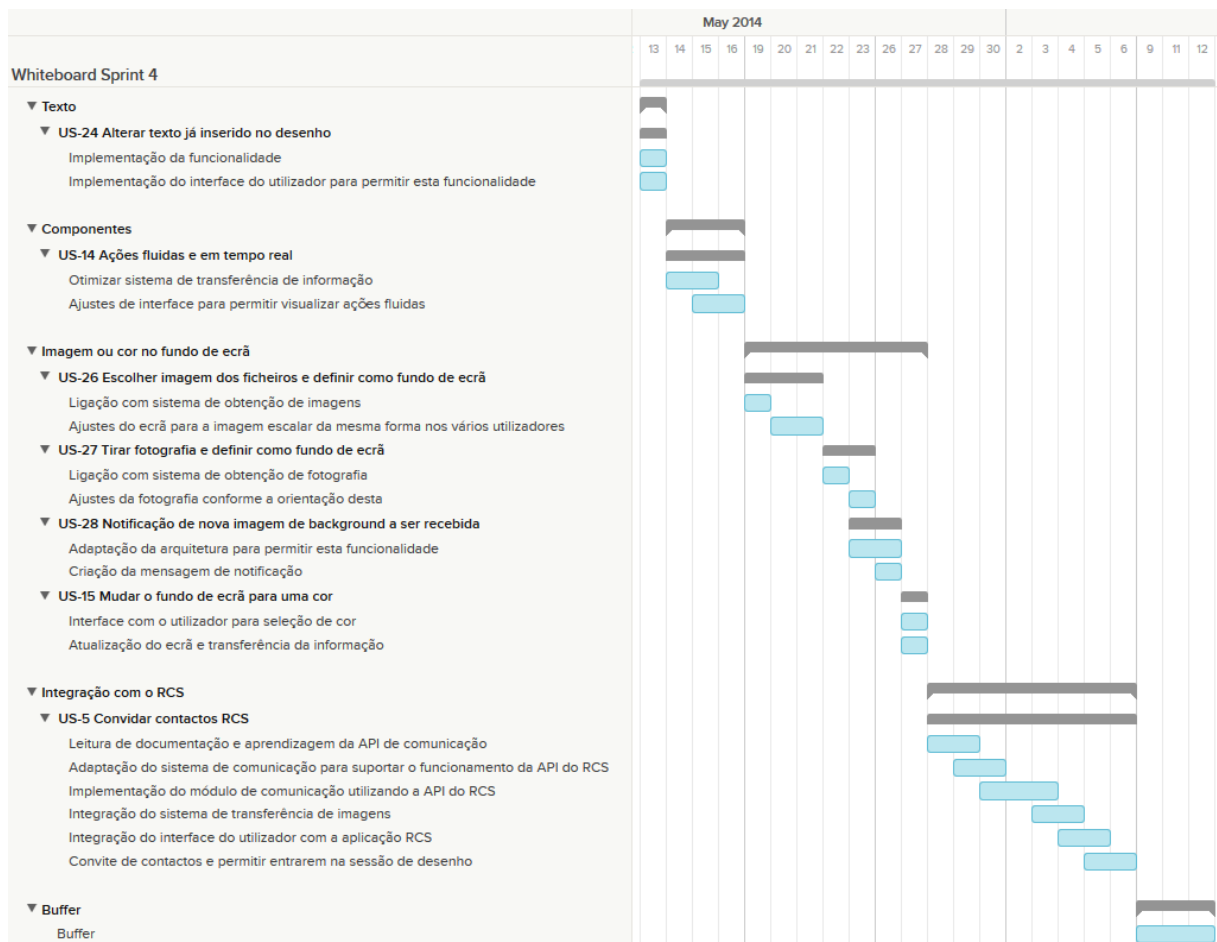 May 2014
13 14 15 16 19 20 21 22 23 26 27 28 29 30 2 3 4 5 6 9 11 12
Whiteboard Sprint 4
Texto
US-24 Alterar texto já inserido no desenho
Implementação da funcionalidade
Implementação do interface do utilizador para permitir esta funcionalidade
Componentes
US-14 Ações fluidas e em tempo real
Otimizar sistema de transferência de informação
Ajustes de interface para permitir visualizar ações fluidas
Imagem ou cor no fundo de ecrã
US-26 Escolher imagem dos ficheiros e definir como fundo de ecrã
Ligação com sistema de obtenção de imagens
Ajustes do ecrã para a imagem escalar da mesma forma nos vários utilizadores
US-27 Tirar fotografia e definir como fundo de ecrã
Ligação com sistema de obtenção de fotografia
Ajustes da fotografia conforme a orientação desta
US-28 Notificação de nova imagem de background a ser recebida
Adaptação da arquitetura para permitir esta funcionalidade
Criação da mensagem de notificação
US-15 Mudar o fundo de ecrã para uma cor
Interface com o utilizador para seleção de cor
Atualização do ecrã e transferência da informação
Integração com o RCS
US-5 Convidar contactos RCS
Leitura de documentação e aprendizagem da API de comunicação
Adaptação do sistema de comunicação para suportar o funcionamento da API do RCS
Implementação do módulo de comunicação utilizando a API do RCS
Integração do sistema de transferência de imagens
Integração do interface do utilizador com a aplicação RCS
Convite de contactos e permitir entrarem na sessão de desenho
Buffer
Buffer